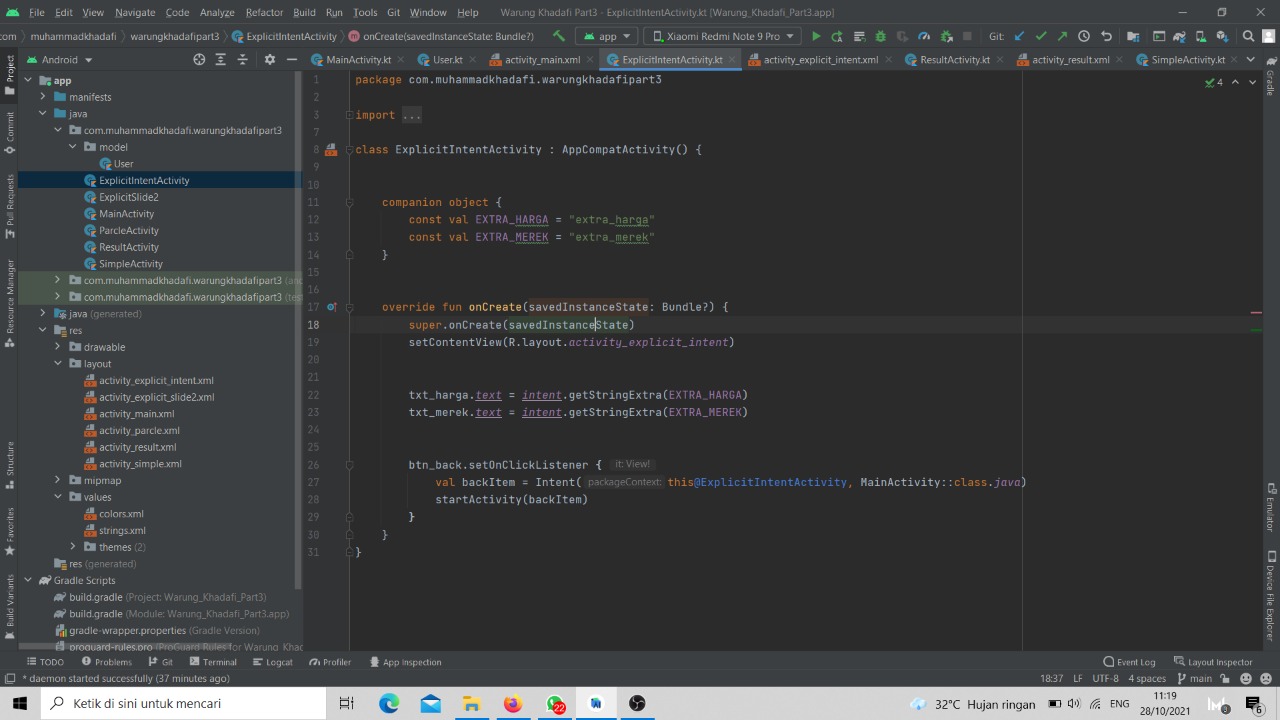 File Edit View Navigate Code Analyze Refactor Build Run Tools Git Window Help Warung Khadafi Part3 - ExplicitIntentActivity.kt [Warung_Khadafi_Part3.app]
om muhammadkhadafi warungkhadafipart3 ExplicitIntentActivity onCreate(savedInstanceState: Bundle?) app Xiaomi Redmi Note 9 Pro Git:
Android MainActivity.kt User.kt activity_main.xml ExplicitIntentActivity.kt activity_explicit_intent.xml ResultActivity.kt activity_result.xml SimpleActivity.kt
Project
Commit
Pull Requests
Resource Manager
Structure
Favorites
Build Variants
app
manifests
java
com.muhammadkhadafi.warungkhadafipart3
model
User
ExplicitIntentActivity
ExplicitSlide2
MainActivity
ParcleActivity
ResultActivity
SimpleActivity
com.muhammadkhadafi.warungkhadafipart3 (an
com.muhammadkhadafi.warungkhadafipart3 (tes
java (generated)
res
drawable
layout
activity_explicit_intent.xml
activity_explicit_slide2.xml
activity_main.xml
activity_parcle.xml
activity_result.xml
activity_simple.xml
mipmap
values
colors.xml
strings.xml
themes (2)
res (generated)
Gradle Scripts
build.gradle (Project: Warung_Khadafi_Part3)
build.gradle (Module: Warung_Khadafi_Part3.app)
gradle-wrapper.properties (Gradle Version)
proguard-rules.pro (ProGuard Rules for Warung_Khad
1 package com.muhammadkhadafi.warungkhadafipart3
2
3 import ...
7
8 class ExplicitIntentActivity : AppCompatActivity() {
9
10
11 companion object {
12 const val EXTRA_HARGA = "extra_harga"
13 const val EXTRA_MEREK = "extra_merek"
14 }
15
16
17 override fun onCreate(savedInstanceState: Bundle?) {
18 super.onCreate(savedInstanceState)
19 setContentView(R.layout.activity_explicit_intent)
20
21
22 txt_harga.text = intent.getStringExtra(EXTRA_HARGA)
23 txt_merek.text = intent.getStringExtra(EXTRA_MEREK)
24
25
26 btn_back.setOnClickListener { it: View!
27 val backItem = Intent( packageContext: this@ExplicitIntentActivity, MainActivity::class.java)
28 startActivity(backItem)
29 }
30 }
31 }
4
Gradle
Emulator
Device File Explorer
TODO Problems Git Terminal Logcat Profiler App Inspection Event Log Layout Inspector
* daemon started successfully (37 minutes ago) 18:37 LF UTF-8 4 spaces main
Ketik di sini untuk mencari 22 32°C Hujan ringan ENG 11:19
28/10/2021 6